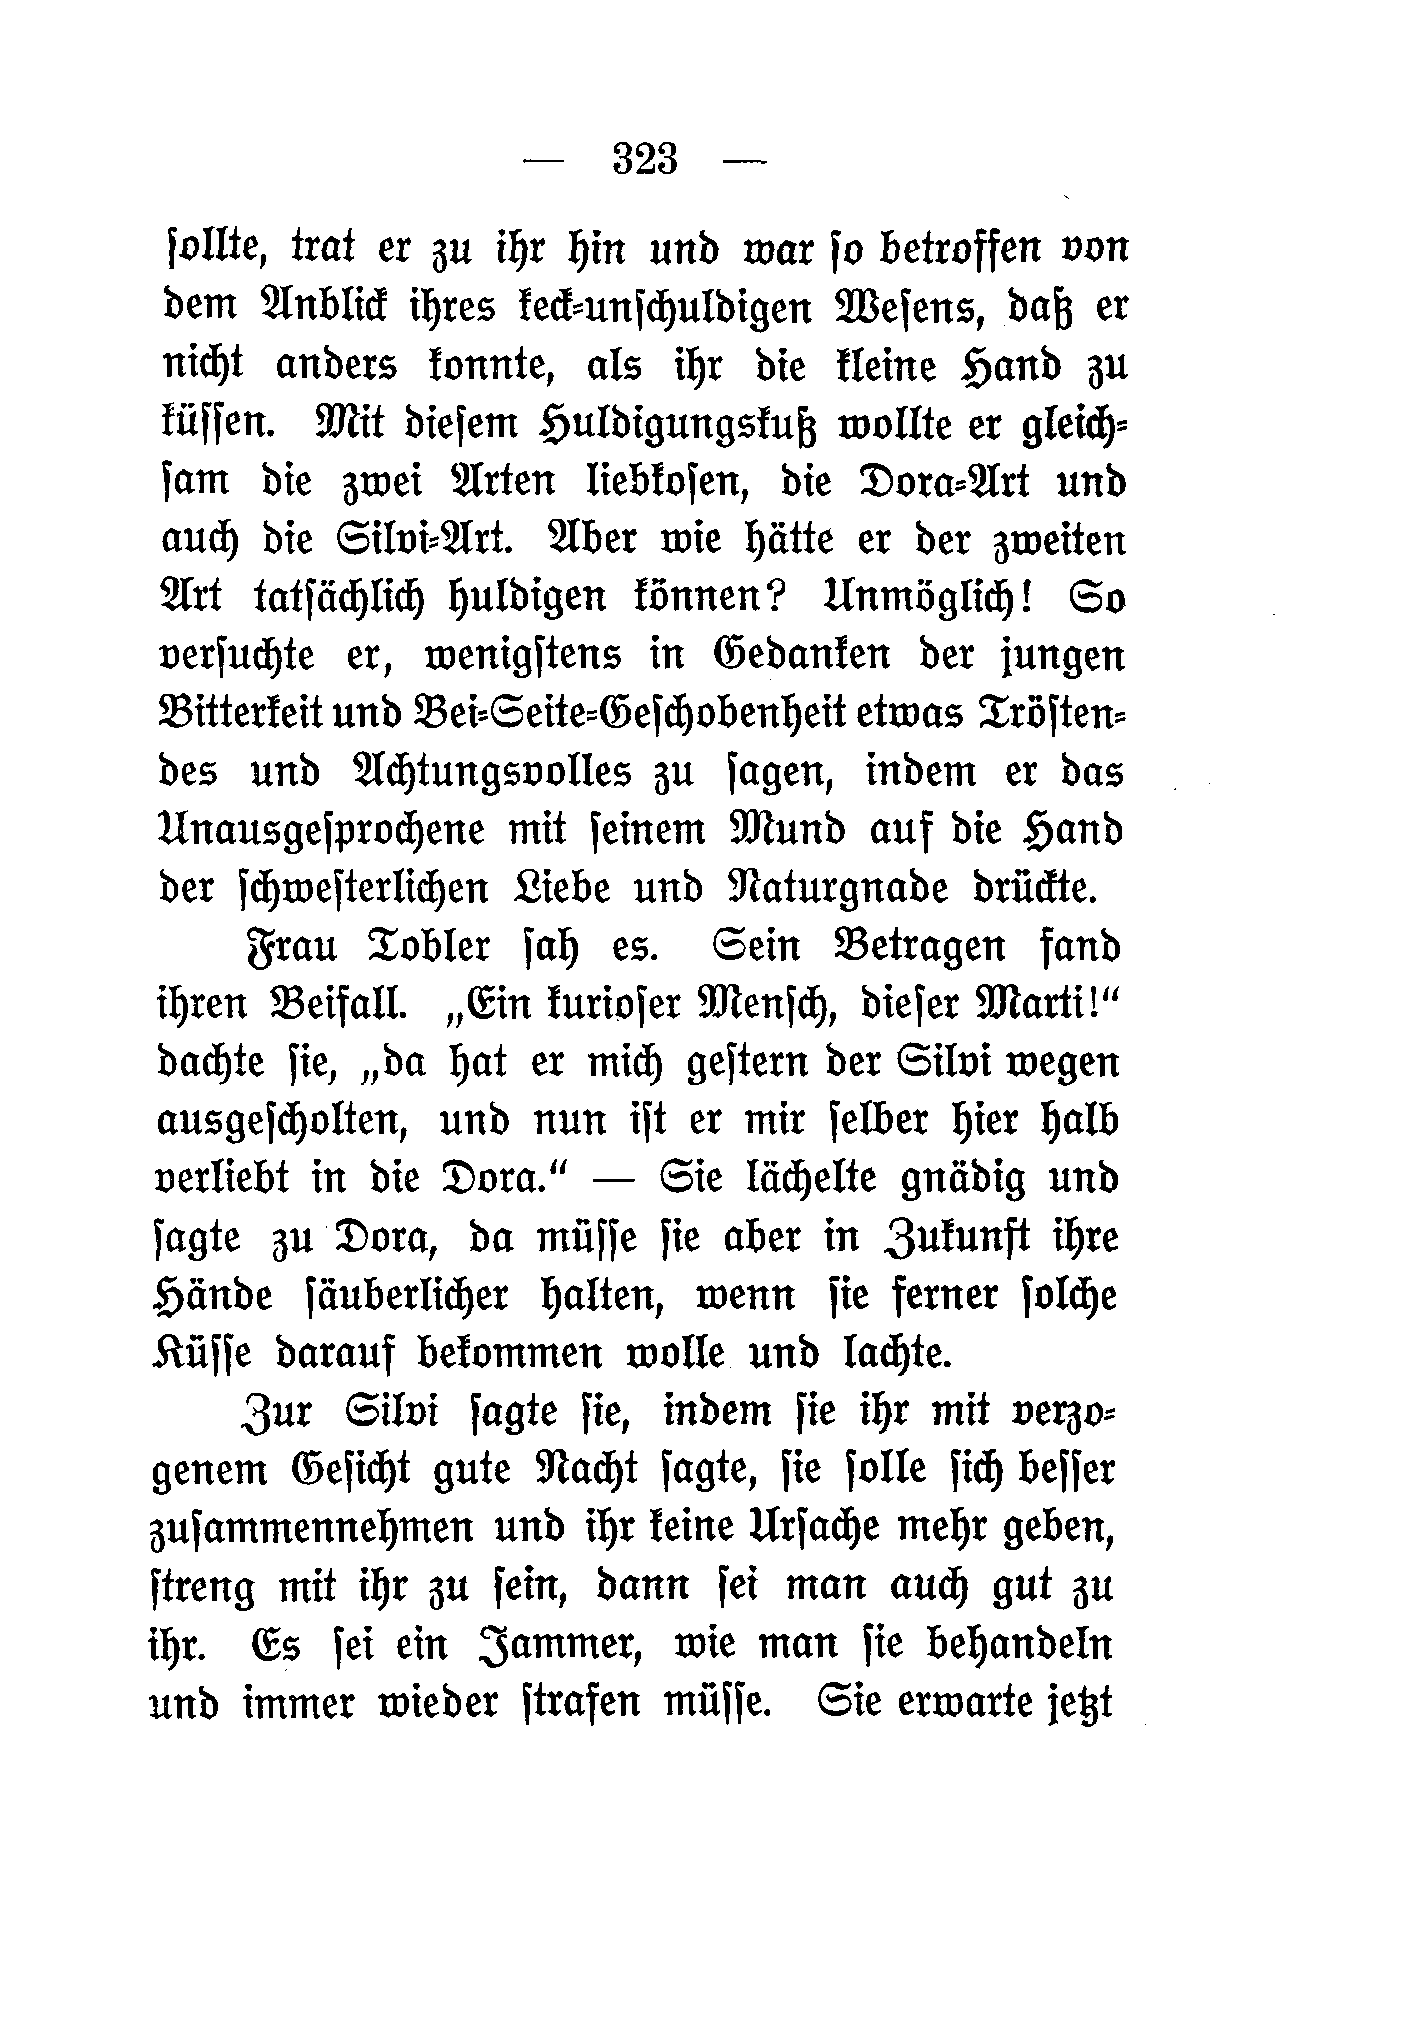 — 323 —
sollte, trat er zu ihr hin und war so betroffen von
dem Anblick ihres keck-unschuldigen Wesens, daß er
nicht anders konnte, als ihr die kleine Hand zu
küssen. Mit diesem Huldigungskuß wollte er gleich-
sam die zwei Arten liebkosen, die Dora-Art und
auch die Silvi-Art. Aber wie hätte er der zweiten
Art tatsächlich huldigen können? Unmöglich! So
versuchte er, wenigstens in Gedanken der jungen
Bitterkeit und Bei-Seite-Geschobenheit etwas Trösten-
des und Achtungsvolles zu sagen, indem er das
Unausgesprochene mit seinem Mund auf die Hand
der schwesterlichen Liebe und Naturgnade drückte.
Frau Tobler sah es. Sein Betragen fand
ihren Beifall. „Ein kurioser Mensch, dieser Marti!“
dachte sie, „da hat er mich gestern der Silvi wegen
ausgescholten, und nun ist er mir selber hier halb
verliebt in die Dora.“ — Sie lächelte gnädig und
sagte zu Dora, da müsse sie aber in Zukunft ihre
Hände säuberlicher halten, wenn sie ferner solche
Küsse darauf bekommen wolle und lachte.
Zur Silvi sagte sie, indem sie ihr mit verzo-
genem Gesicht gute Nacht sagte, sie solle sich besser
zusammennehmen und ihr keine Ursache mehr geben,
streng mit ihr zu sein, dann sei man auch gut zu
ihr. Es sei ein Jammer, wie man sie behandeln
und immer wieder strafen müsse. Sie erwarte jetzt